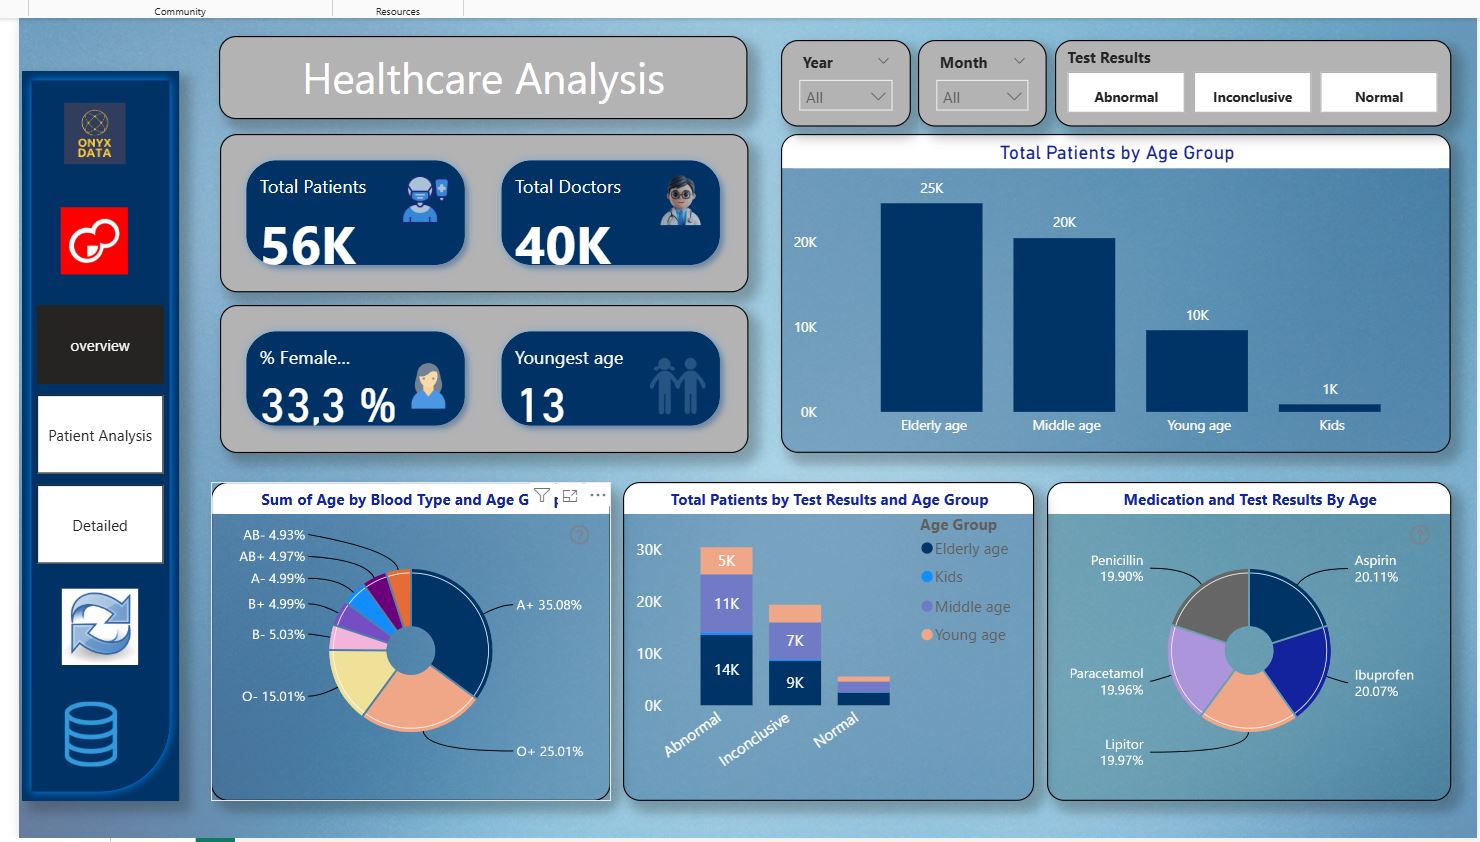 Community
Resources
ONYX
DATA
overview
Patient Analysis
Detailed
Healthcare Analysis
Total Patients
56K
Total Doctors
40K
% Female...
33,3 %
Youngest age
13
Year
All
Month
All
Test Results
Abnormal
Inconclusive
Normal
Total Patients by Age Group
20K
10K
0K
25K
20K
10K
1K
Elderly age
Middle age
Young age
Kids
Sum of Age by Blood Type and Age G
AB- 4.93%
AB+ 4.97%
A- 4.99%
B+ 4.99%
B- 5.03%
O- 15.01%
A+ 35.08%
O+ 25.01%
Total Patients by Test Results and Age Group
30K
20K
10K
0K
5K
11K
14K
7K
9K
Abnormal
Inconclusive
Normal
Age Group
Elderly age
Kids
Middle age
Young age
Medication and Test Results By Age
Penicillin
19.90%
Aspirin
20.11%
Paracetamol
19.96%
Ibuprofen
20.07%
Lipitor
19.97%